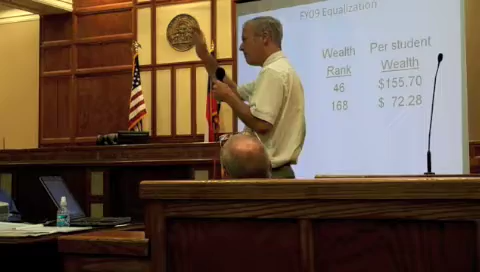 FY09 Equalization
Wealth Per student
Rank Wealth
46 $155.70
168 $ 72.28